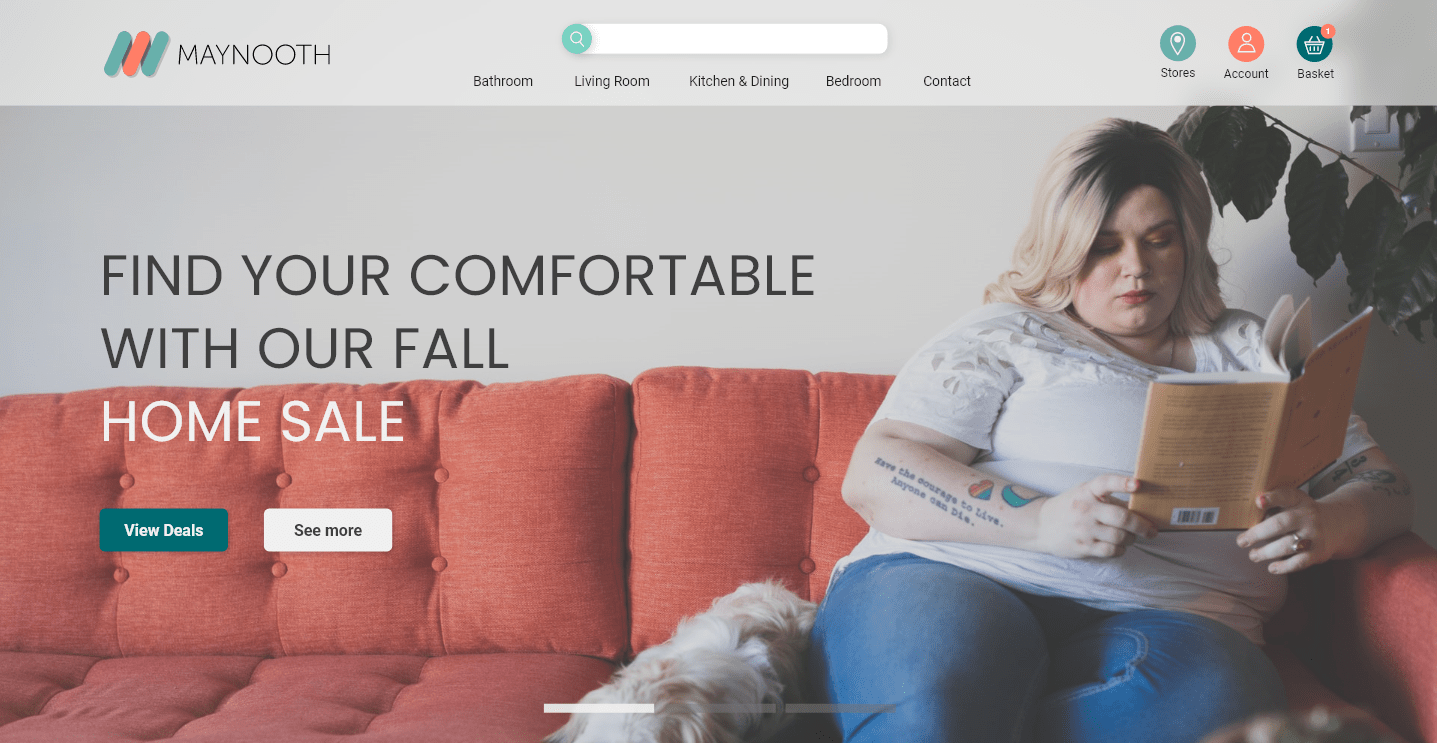 MAYNOOTH
Bathroom
Living Room
Kitchen & Dining
Bedroom
Contact
Stores
Account
1
Basket
FIND YOUR COMFORTABLE
WITH OUR FALL
HOME SALE
View Deals
See more
Have the courage to Live.
Anyone can Die.